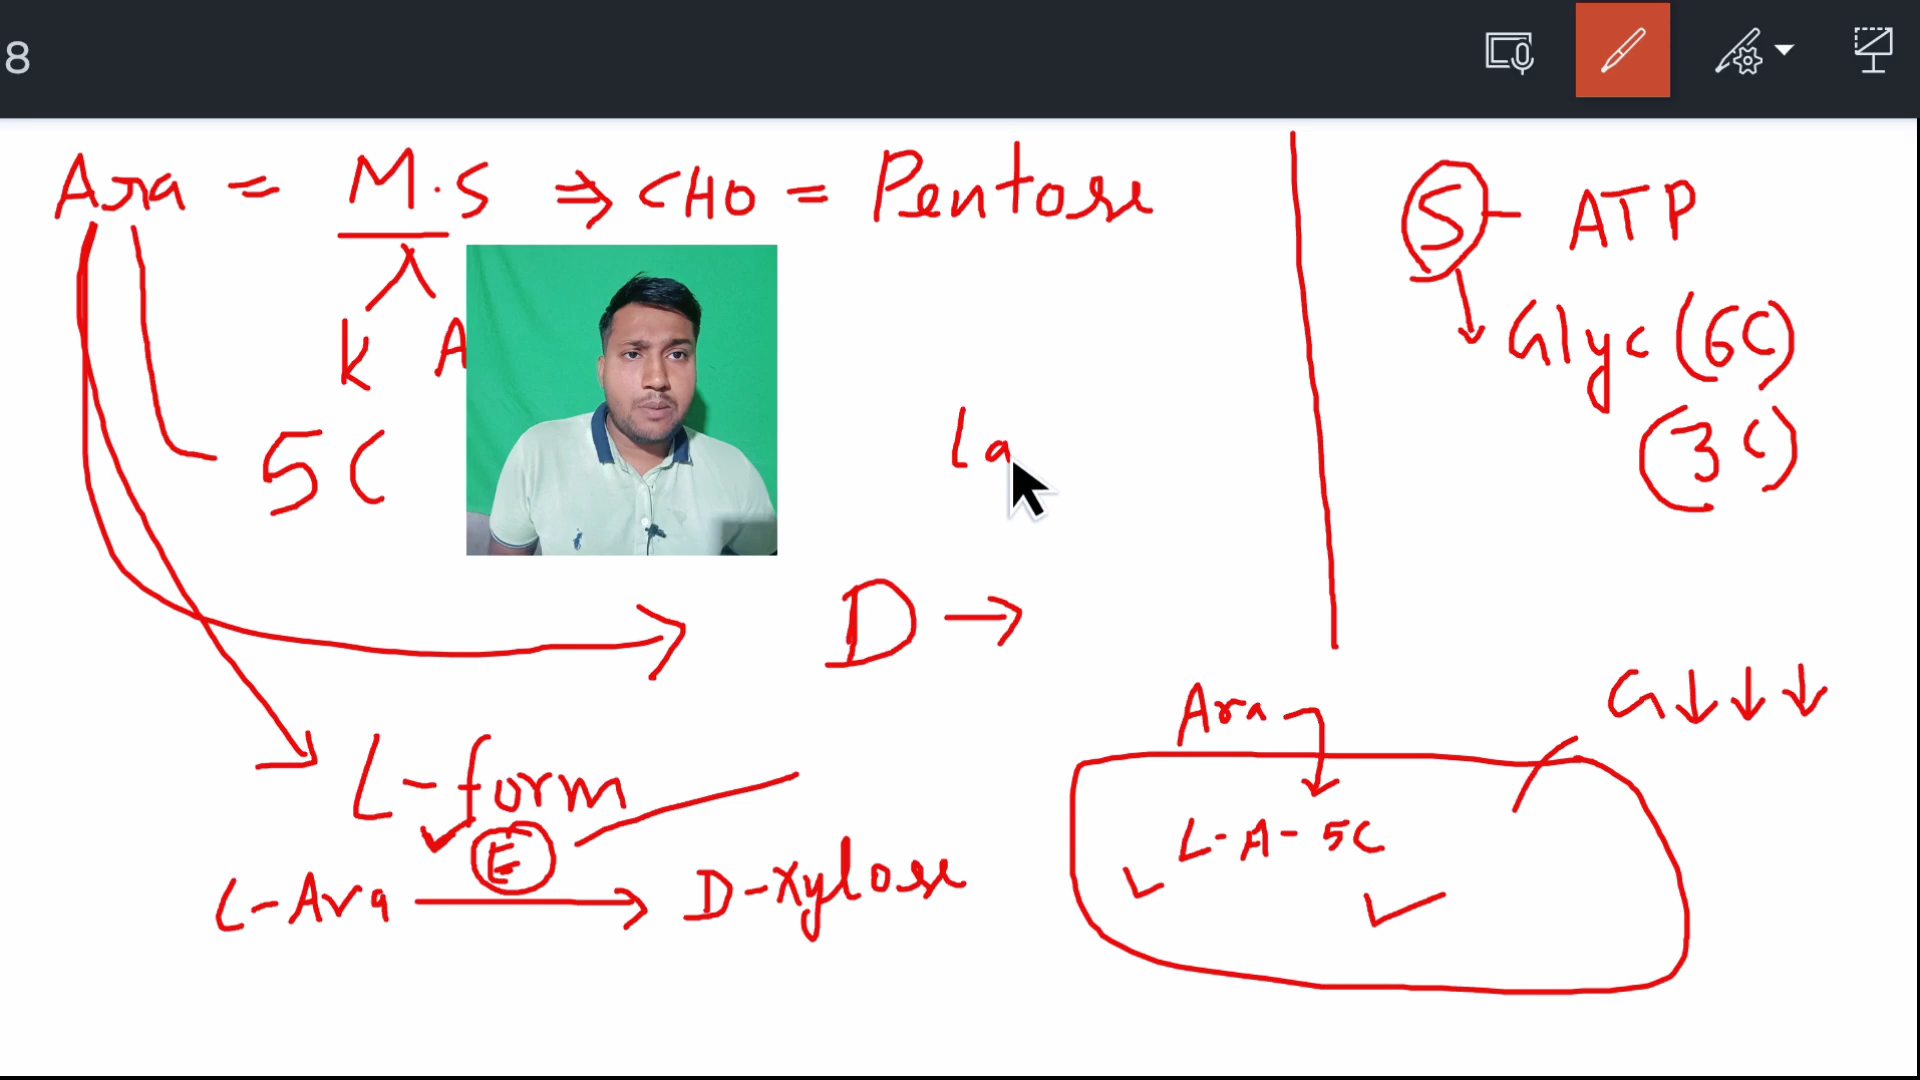 8
Ara = M.S ⇒ CHO = Pentose
K A
5C
la
D →
L-form
E
L-Ara → D-xylose
S - ATP
Glyc (6C)
(3C)
G↓↓↓
Ara
L-A-5C